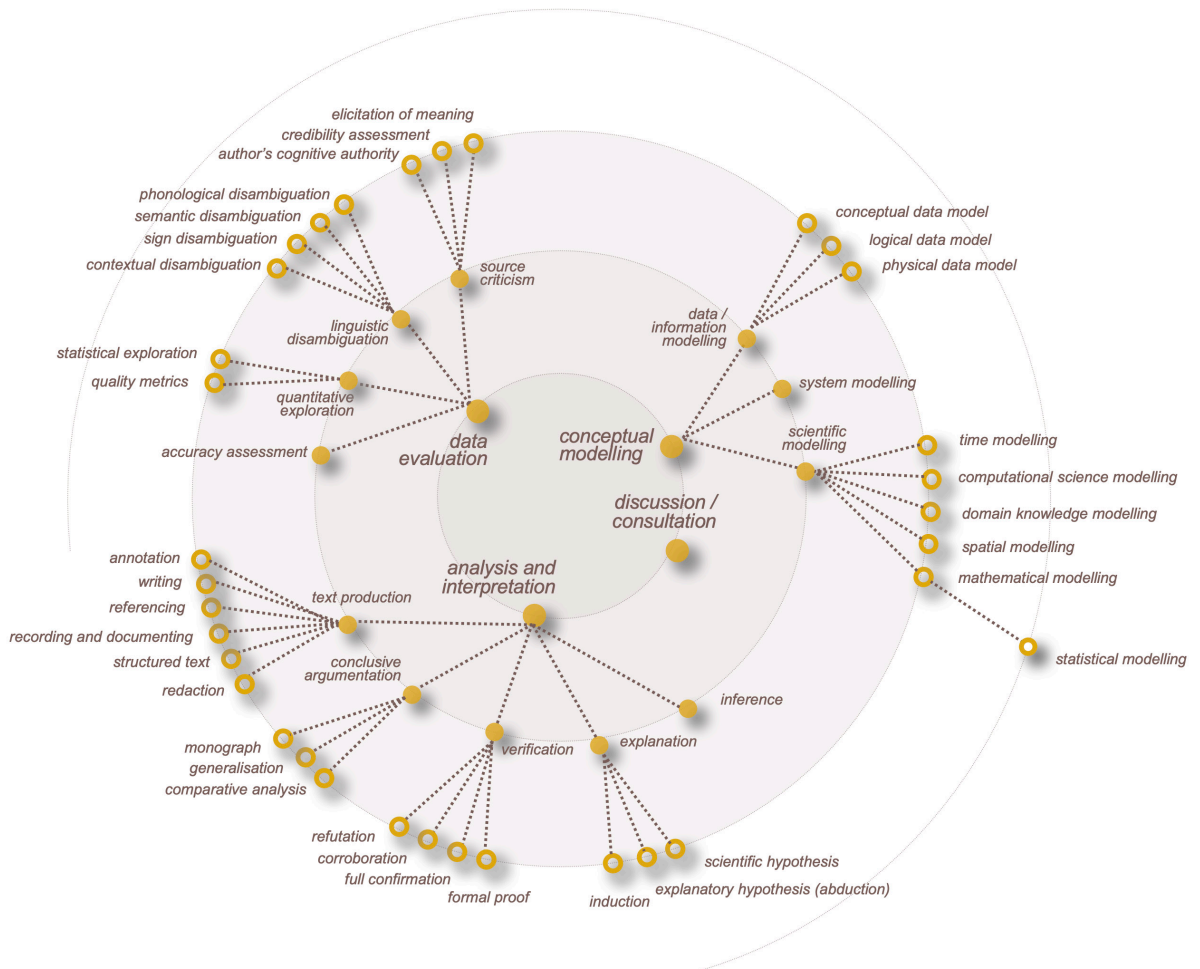 elicitation of meaning
credibility assessment
author's cognitive authority
phonological disambiguation
semantic disambiguation
sign disambiguation
contextual disambiguation
source
criticism
linguistic
disambiguation
statistical exploration
quality metrics
quantitative
exploration
accuracy assessment
data
evaluation
conceptual data model
logical data model
physical data model
data /
information
modelling
system modelling
conceptual
modelling
scientific
modelling
time modelling
computational science modelling
domain knowledge modelling
spatial modelling
mathematical modelling
statistical modelling
discussion /
consultation
analysis and
interpretation
annotation
writing
referencing
recording and documenting
structured text
redaction
text production
conclusive
argumentation
monograph
generalisation
comparative analysis
verification
refutation
corroboration
full confirmation
formal proof
explanation
inference
scientific hypothesis
explanatory hypothesis (abduction)
induction